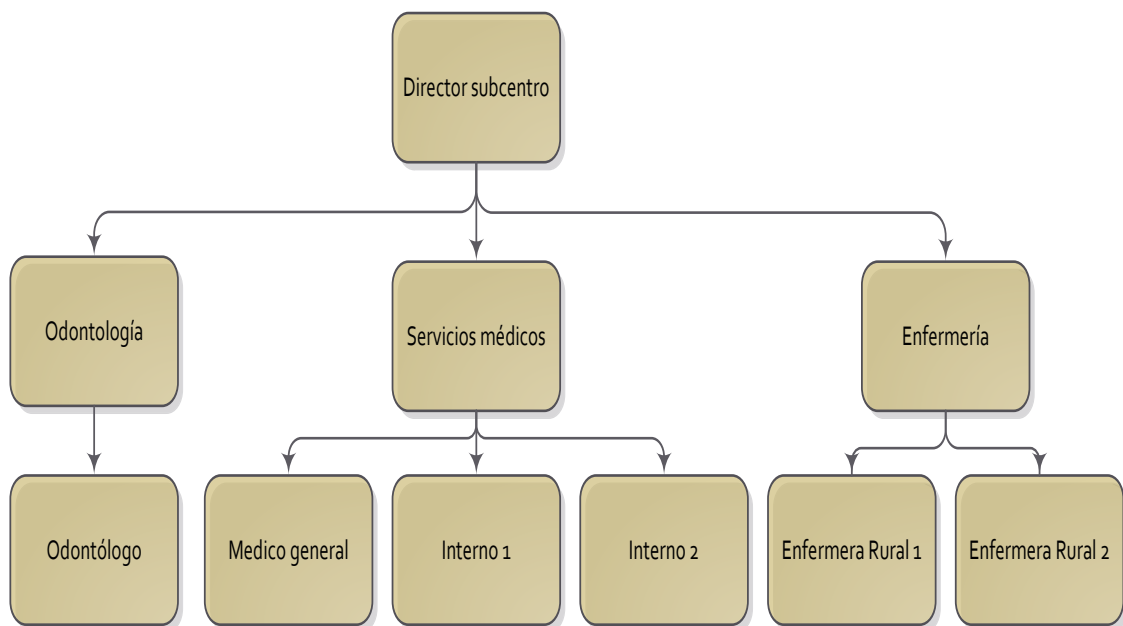 Director subcentro
Odontología
Servicios médicos
Enfermería
Odontólogo
Medico general
Interno 1
Interno 2
Enfermera Rural 1
Enfermera Rural 2